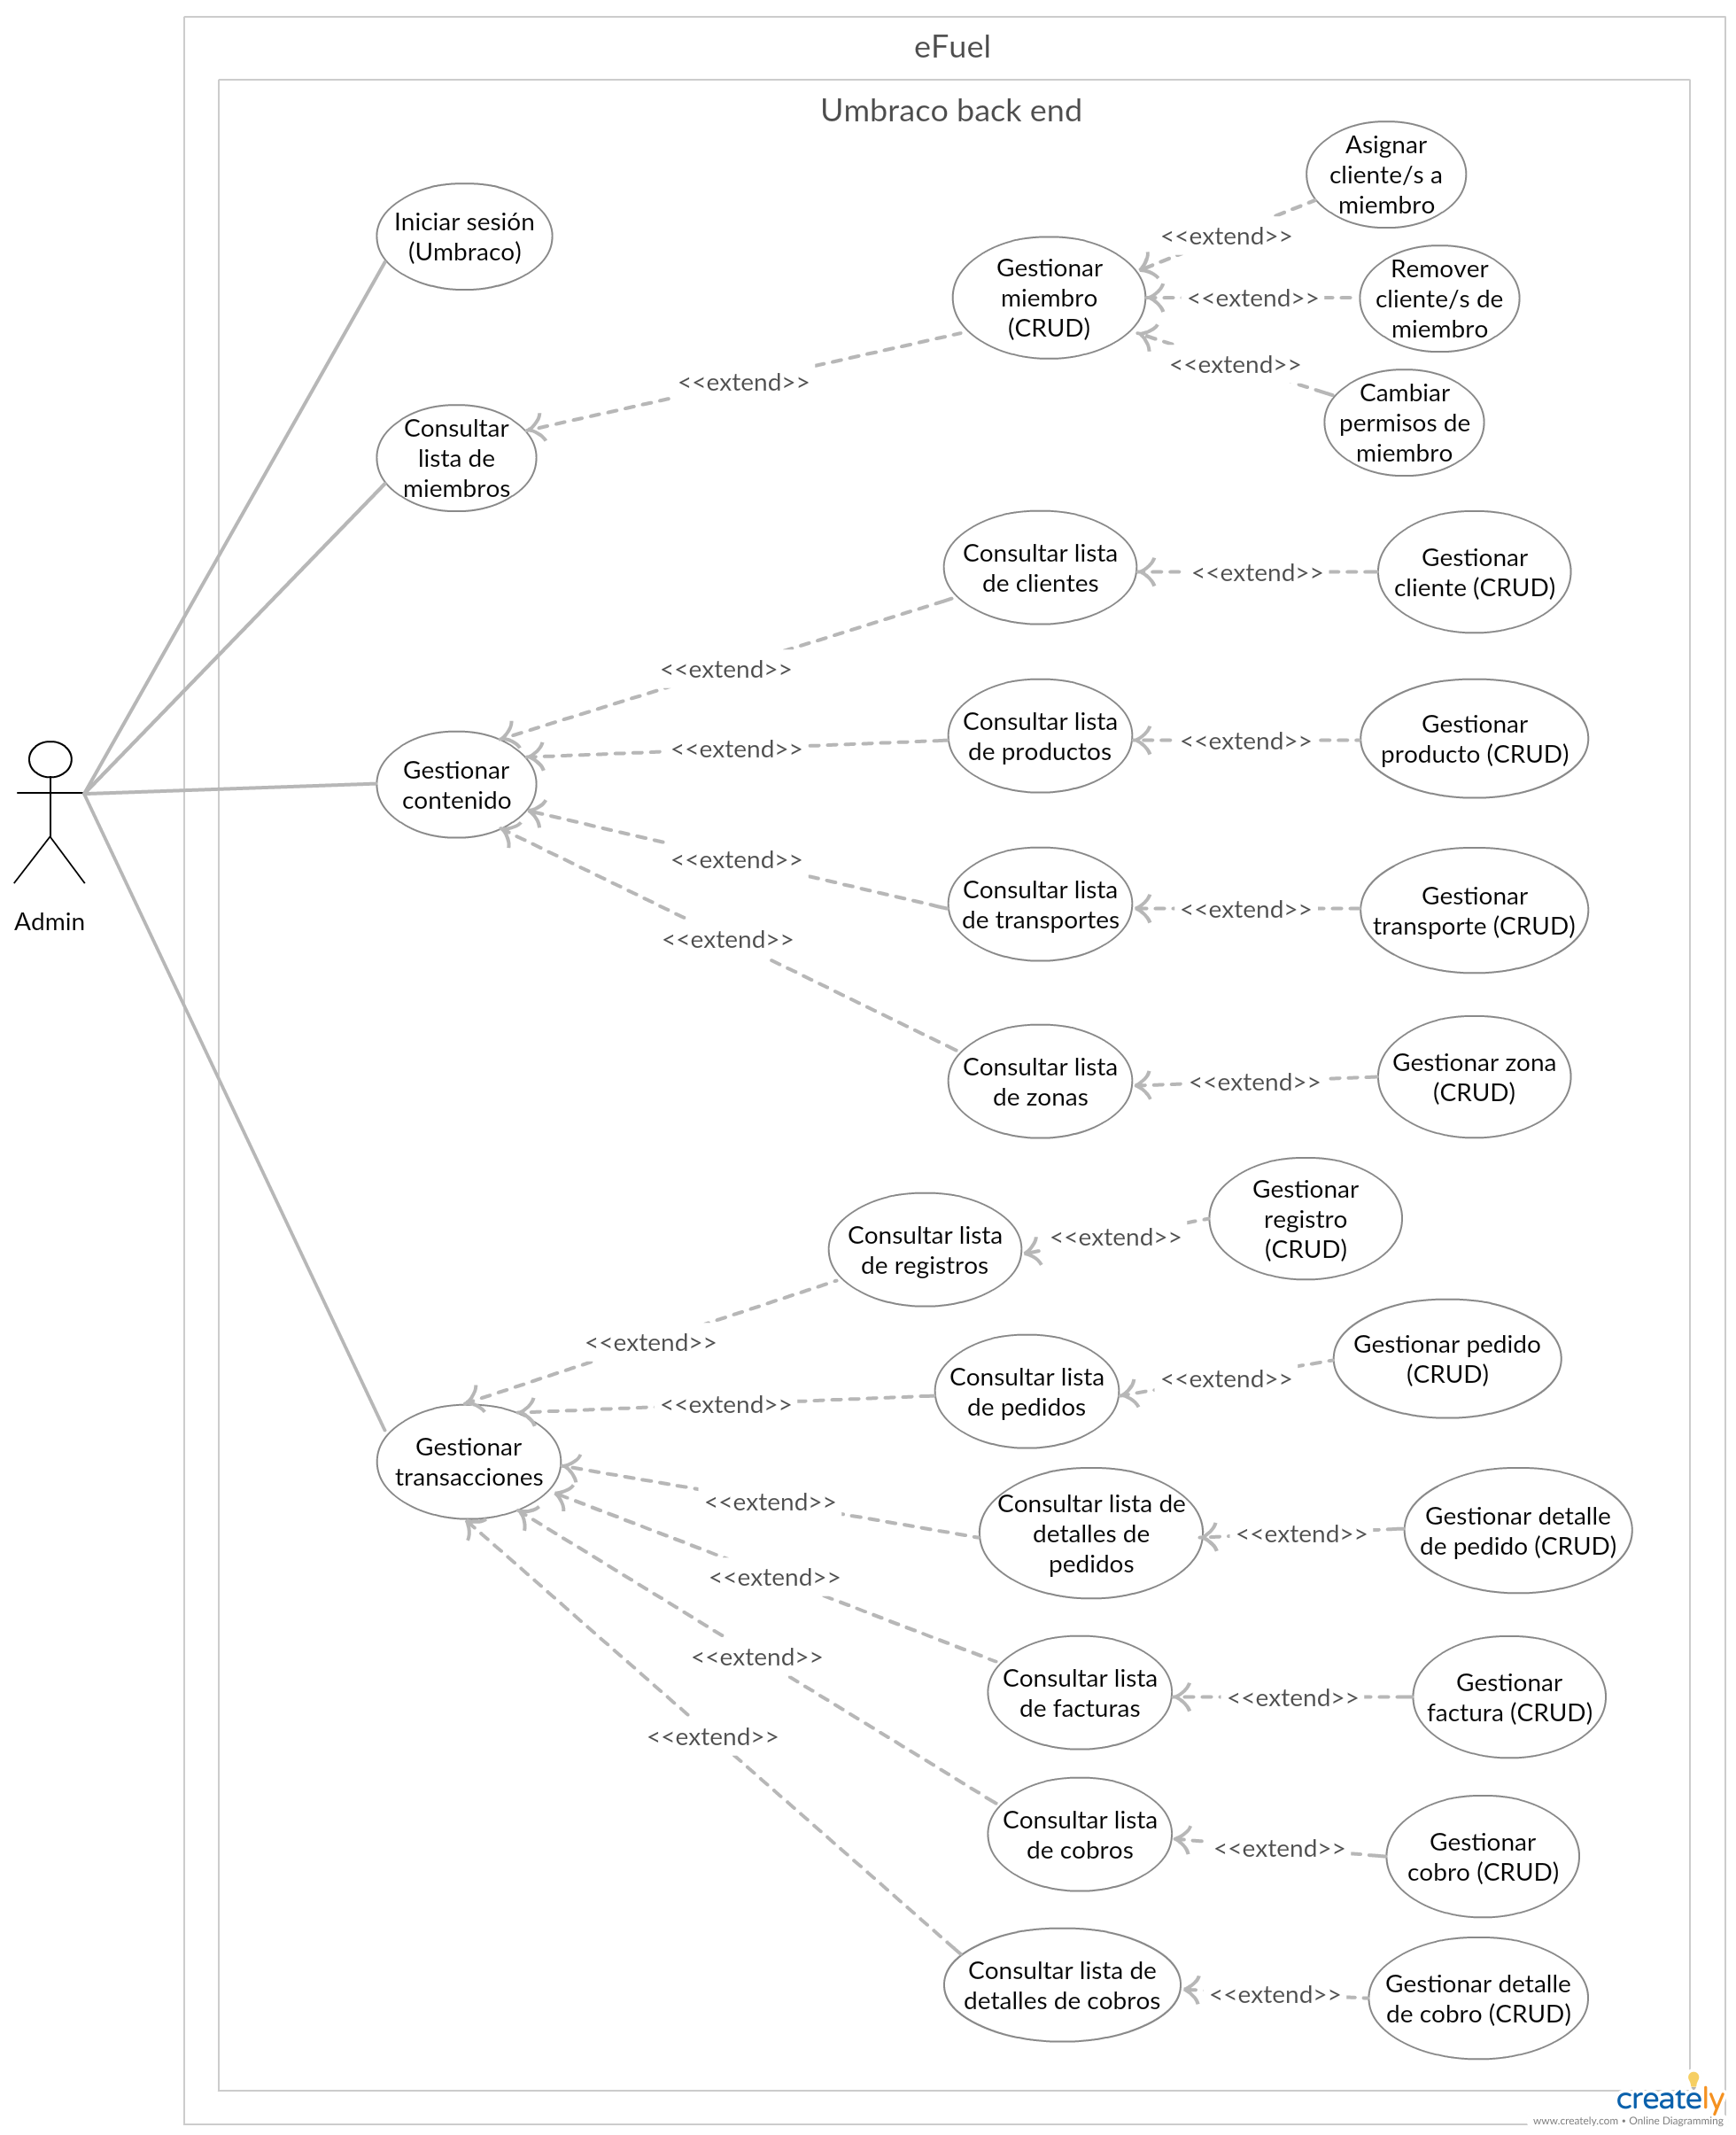 eFuel
Umbraco back end
Asignar
cliente/s a
miembro
Iniciar sesión
(Umbraco)
<<extend>>
Gestionar
miembro
(CRUD)
Remover
cliente/s de
miembro
<<extend>>
<<extend>>
Cambiar
permisos de
miembro
<<extend>>
Consultar
lista de
miembros
Consultar lista
de clientes
<<extend>>
Gestionar
cliente (CRUD)
<<extend>>
Consultar lista
de productos
<<extend>>
Gestionar
producto (CRUD)
<<extend>>
Gestionar
contenido
<<extend>>
Consultar lista
de transportes
<<extend>>
Gestionar
transporte (CRUD)
Admin
<<extend>>
Consultar lista
de zonas
<<extend>>
Gestionar zona
(CRUD)
Gestionar
registro
(CRUD)
Consultar lista
de registros
<<extend>>
<<extend>>
Gestionar pedido
(CRUD)
Consultar lista
de pedidos
<<extend>>
<<extend>>
Gestionar
transacciones
<<extend>>
Consultar lista de
detalles de
pedidos
<<extend>>
Gestionar detalle
de pedido (CRUD)
<<extend>>
<<extend>>
Consultar lista
de facturas
<<extend>>
Gestionar
factura (CRUD)
<<extend>>
Consultar lista
de cobros
<<extend>>
Gestionar
cobro (CRUD)
Consultar lista de
detalles de cobros
<<extend>>
Gestionar detalle
de cobro (CRUD)
creately
www.creately.com • Online Diagramming